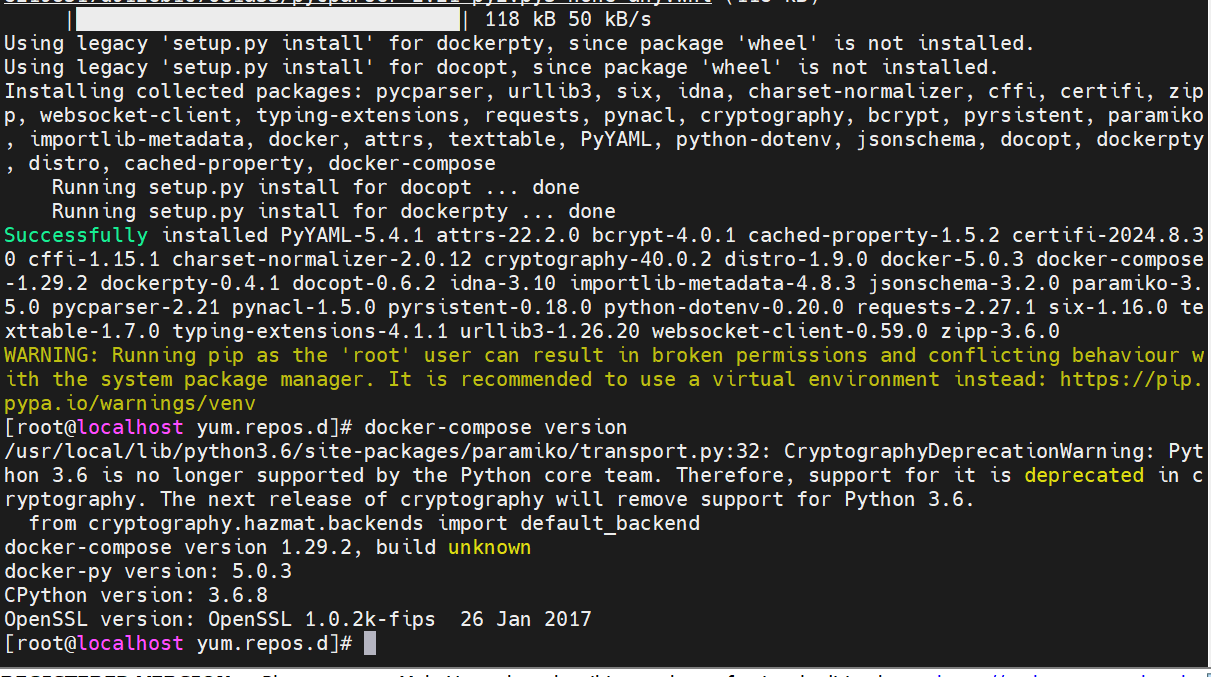 | 118 kB 50 kB/s
Using legacy 'setup.py install' for dockerpty, since package 'wheel' is not installed.
Using legacy 'setup.py install' for docopt, since package 'wheel' is not installed.
Installing collected packages: pycparser, urllib3, six, idna, charset-normalizer, cffi, certifi, zip
p, websocket-client, typing-extensions, requests, pynacl, cryptography, bcrypt, pyrsistent, paramiko
, importlib-metadata, docker, attrs, texttable, PyYAML, python-dotenv, jsonschema, docopt, dockerpty
, distro, cached-property, docker-compose
    Running setup.py install for docopt ... done
    Running setup.py install for dockerpty ... done
Successfully installed PyYAML-5.4.1 attrs-22.2.0 bcrypt-4.0.1 cached-property-1.5.2 certifi-2024.8.3
0 cffi-1.15.1 charset-normalizer-2.0.12 cryptography-40.0.2 distro-1.9.0 docker-5.0.3 docker-compose
-1.29.2 dockerpty-0.4.1 docopt-0.6.2 idna-3.10 importlib-metadata-4.8.3 jsonschema-3.2.0 paramiko-3.
5.0 pycparser-2.21 pynacl-1.5.0 pyrsistent-0.18.0 python-dotenv-0.20.0 requests-2.27.1 six-1.16.0 te
xttable-1.7.0 typing-extensions-4.1.1 urllib3-1.26.20 websocket-client-0.59.0 zipp-3.6.0
WARNING: Running pip as the 'root' user can result in broken permissions and conflicting behaviour w
ith the system package manager. It is recommended to use a virtual environment instead: https://pip.
pypa.io/warnings/venv
[root@localhost yum.repos.d]# docker-compose version
/usr/local/lib/python3.6/site-packages/paramiko/transport.py:32: CryptographyDeprecationWarning: Pyt
hon 3.6 is no longer supported by the Python core team. Therefore, support for it is deprecated in c
ryptography. The next release of cryptography will remove support for Python 3.6.
  from cryptography.hazmat.backends import default_backend
docker-compose version 1.29.2, build unknown
docker-py version: 5.0.3
CPython version: 3.6.8
OpenSSL version: OpenSSL 1.0.2k-fips  26 Jan 2017
[root@localhost yum.repos.d]#